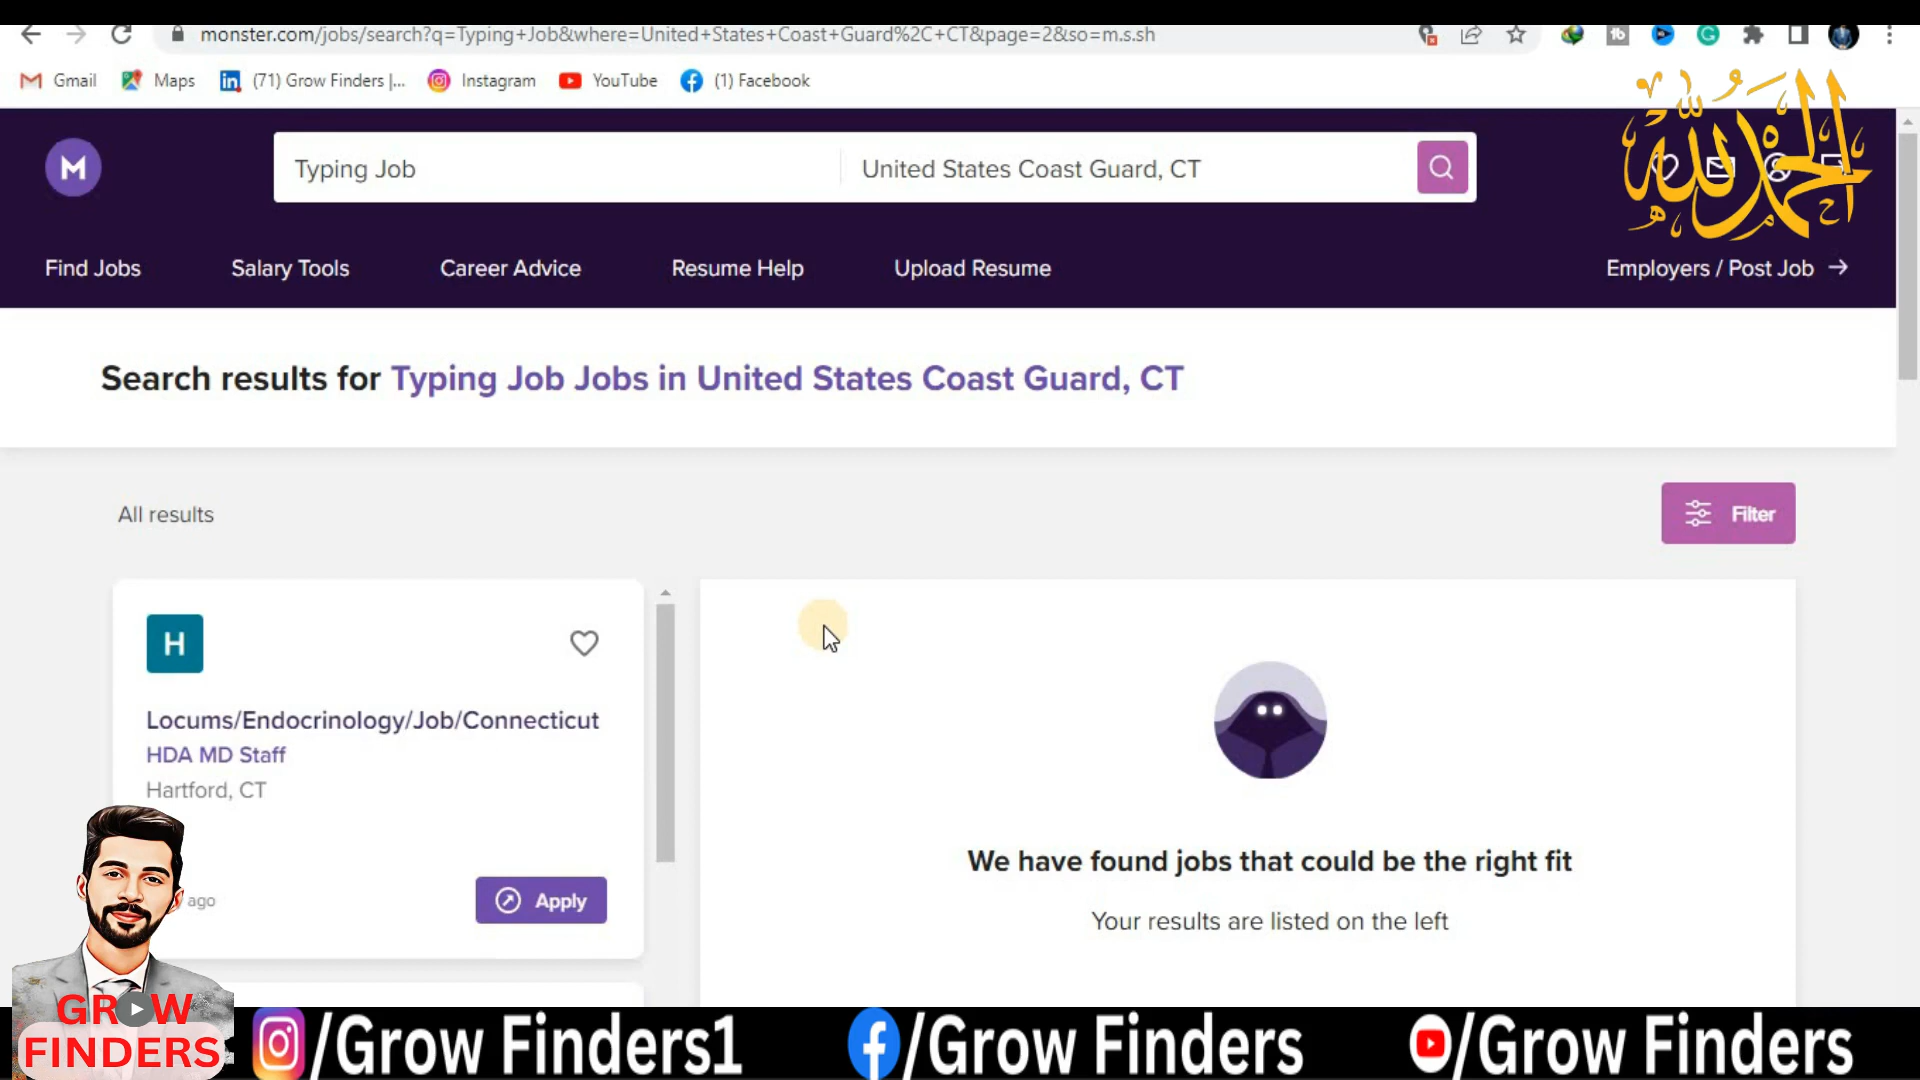 monster.com/jobs/search?q=Typing+Job&where=United+States+Coast+Guard%2C+CT&page=2&so=m.s.sh
Gmail Maps (71) Grow Finders |... Instagram YouTube (1) Facebook
الحمد لله
M Typing Job United States Coast Guard, CT
Find Jobs Salary Tools Career Advice Resume Help Upload Resume Employers / Post Job
Search results for Typing Job Jobs in United States Coast Guard, CT
All results Filter
H
Locums/Endocrinology/Job/Connecticut
HDA MD Staff
Hartford, CT
We have found jobs that could be the right fit
ago Apply
Your results are listed on the left
GROW
FINDERS
/Grow Finders1 /Grow Finders /Grow Finders